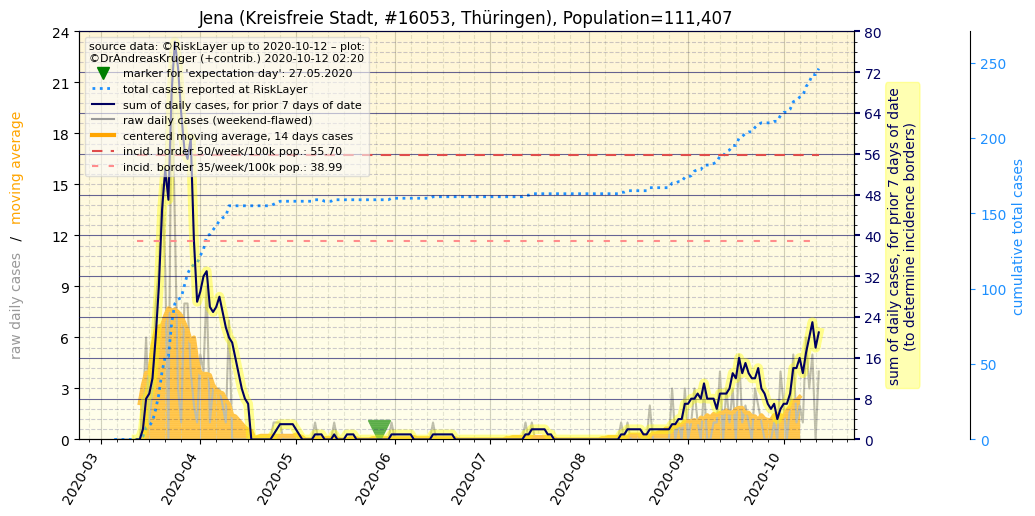 Jena (Kreisfreie Stadt, #16053, Thüringen), Population=111,407
source data: ©RiskLayer up to 2020-10-12 – plot:
©DrAndreasKruger (+contrib.) 2020-10-12 02:20
marker for 'expectation day': 27.05.2020
total cases reported at RiskLayer
sum of daily cases, for prior 7 days of date
raw daily cases (weekend-flawed)
centered moving average, 14 days cases
incid. border 50/week/100k pop.: 55.70
incid. border 35/week/100k pop.: 38.99
raw daily cases / moving average
24
21
18
15
12
9
6
3
0
80
72
64
56
48
40
32
24
16
8
0
sum of daily cases, for prior 7 days of date
(to determine incidence borders)
250
200
150
100
50
0
cumulative total cases
2020-03
2020-04
2020-05
2020-06
2020-07
2020-08
2020-09
2020-10